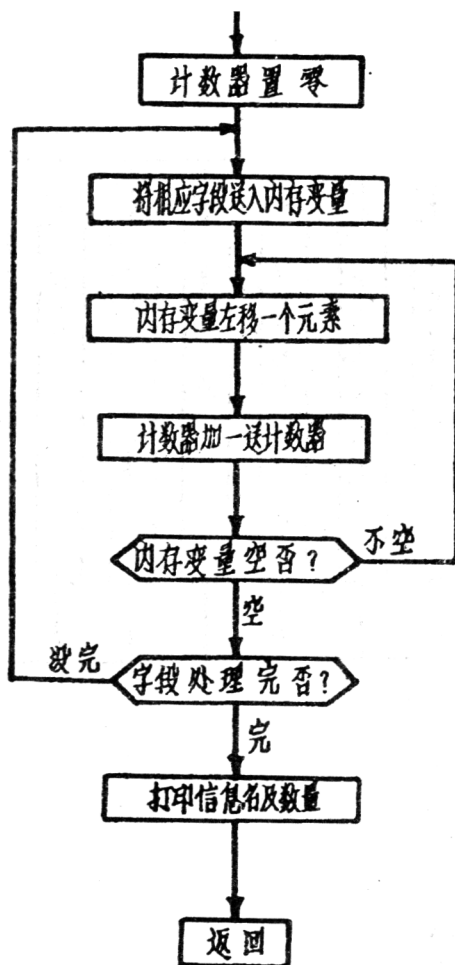 计数器置零
将相应字段送入内存变量
内存变量左移一个元素
计数器加一送计数器
内存变量空否?
不空
空
没完
字段处理完否?
完
打印信息名及数量
返回